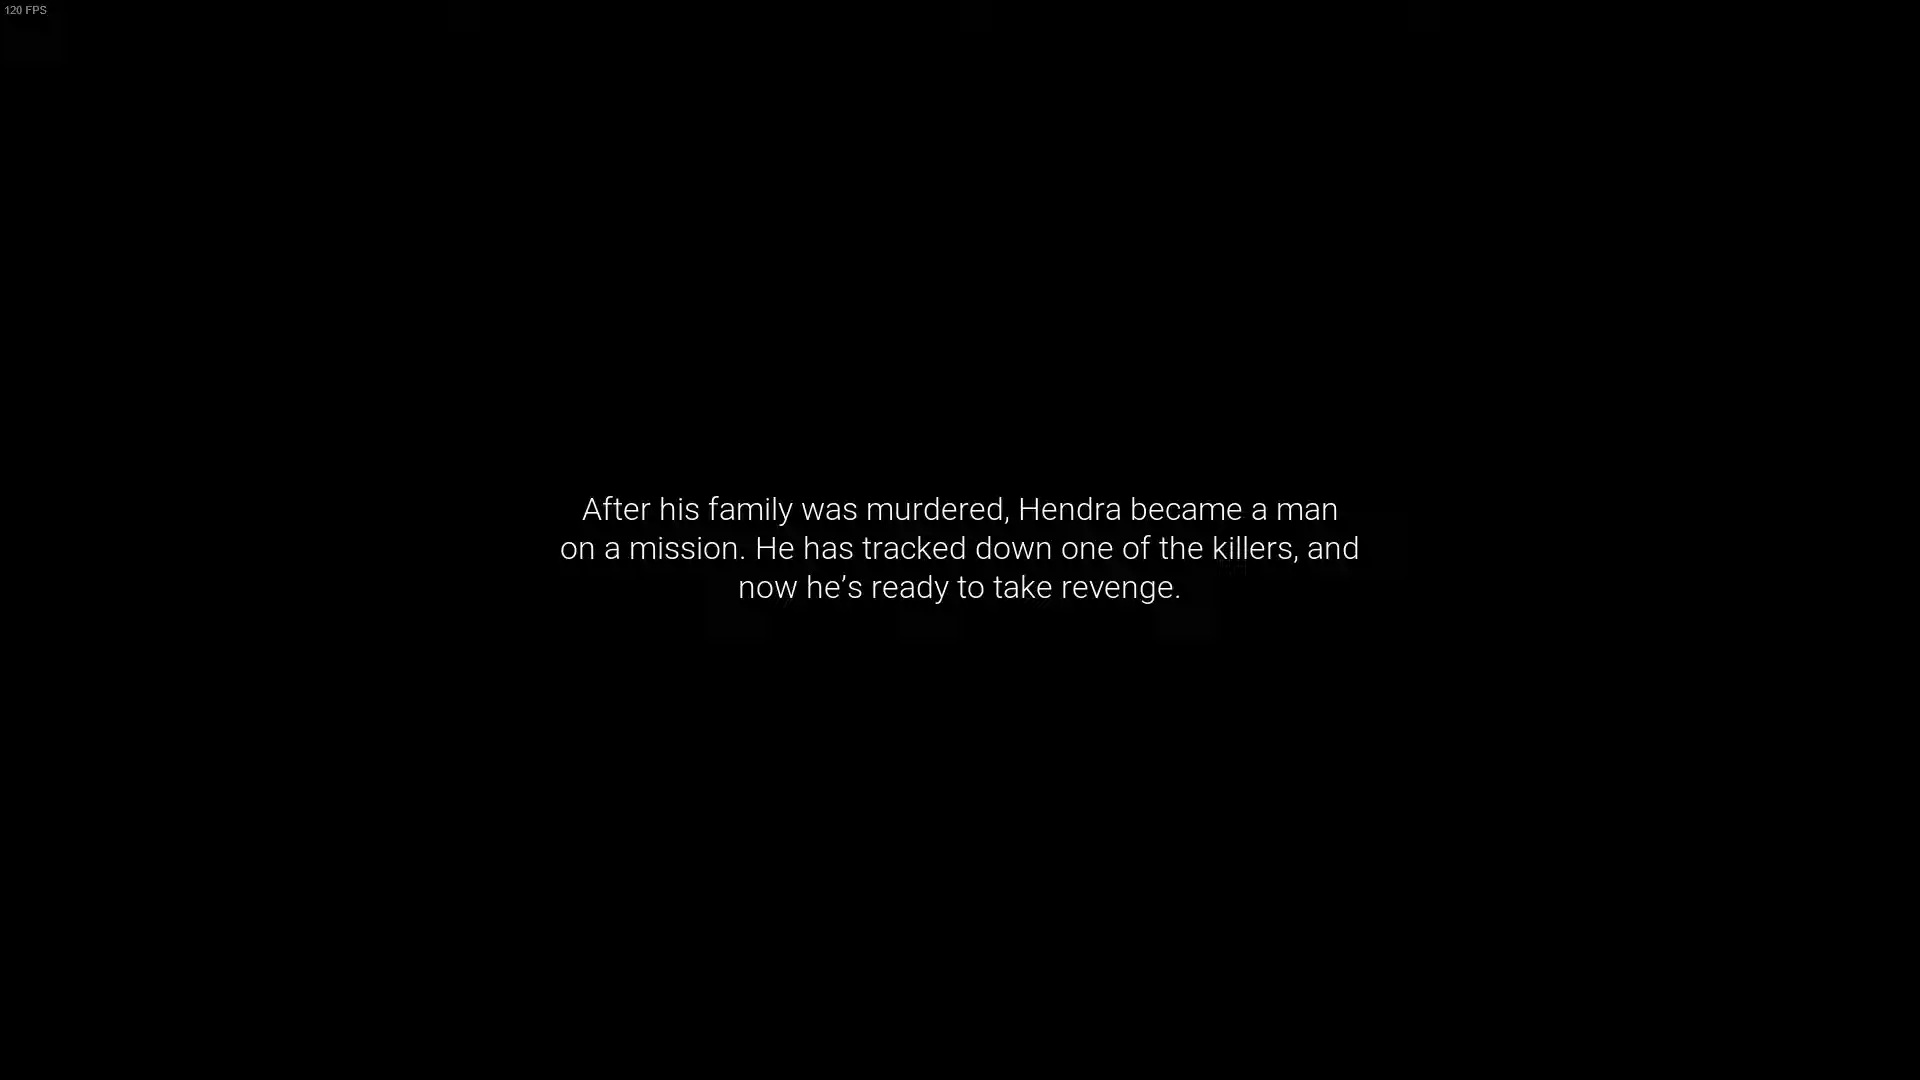 120 FPS
After his family was murdered, Hendra became a man
on a mission. He has tracked down one of the killers, and
now he’s ready to take revenge.